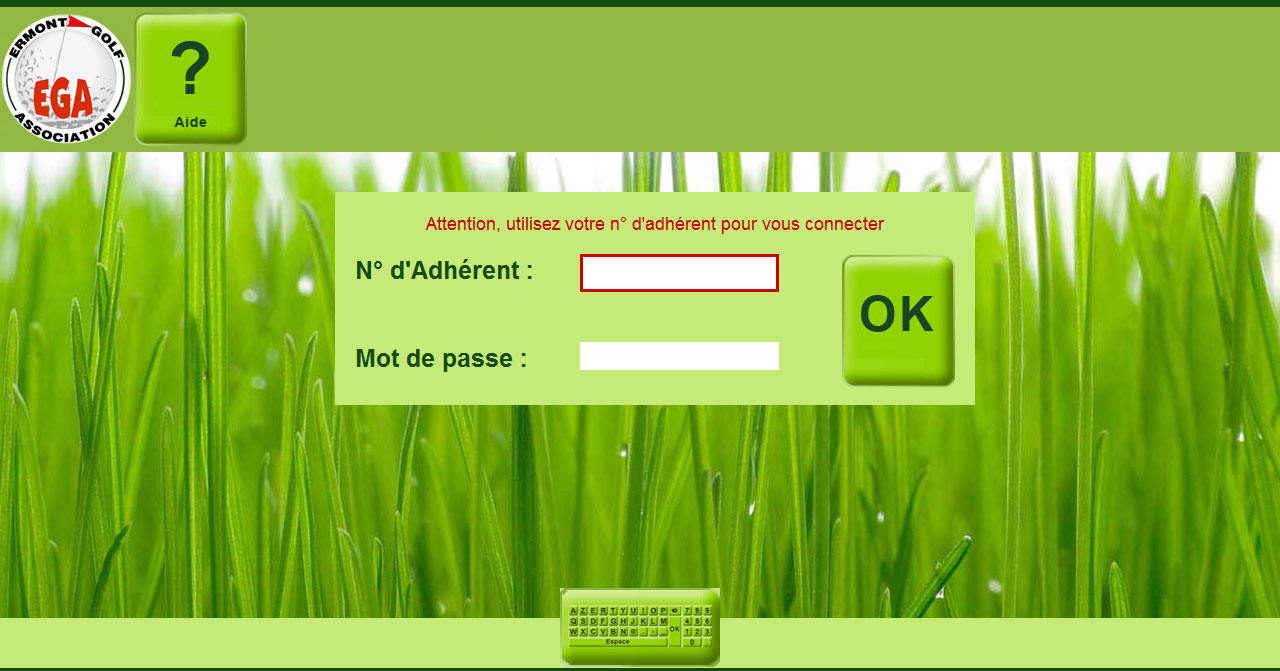 ERMONT GOLF
EGA
ASSOCIATION
?
Aide
Attention, utilisez votre n° d'adhérent pour vous connecter
N° d'Adhérent :
OK
Mot de passe :
A Z E R T Y U I O P 7 8 9
Q S D F G H J K L M OK 4 5 6
W X C V B N @ . - _ 1 2 3
Espace 0 .